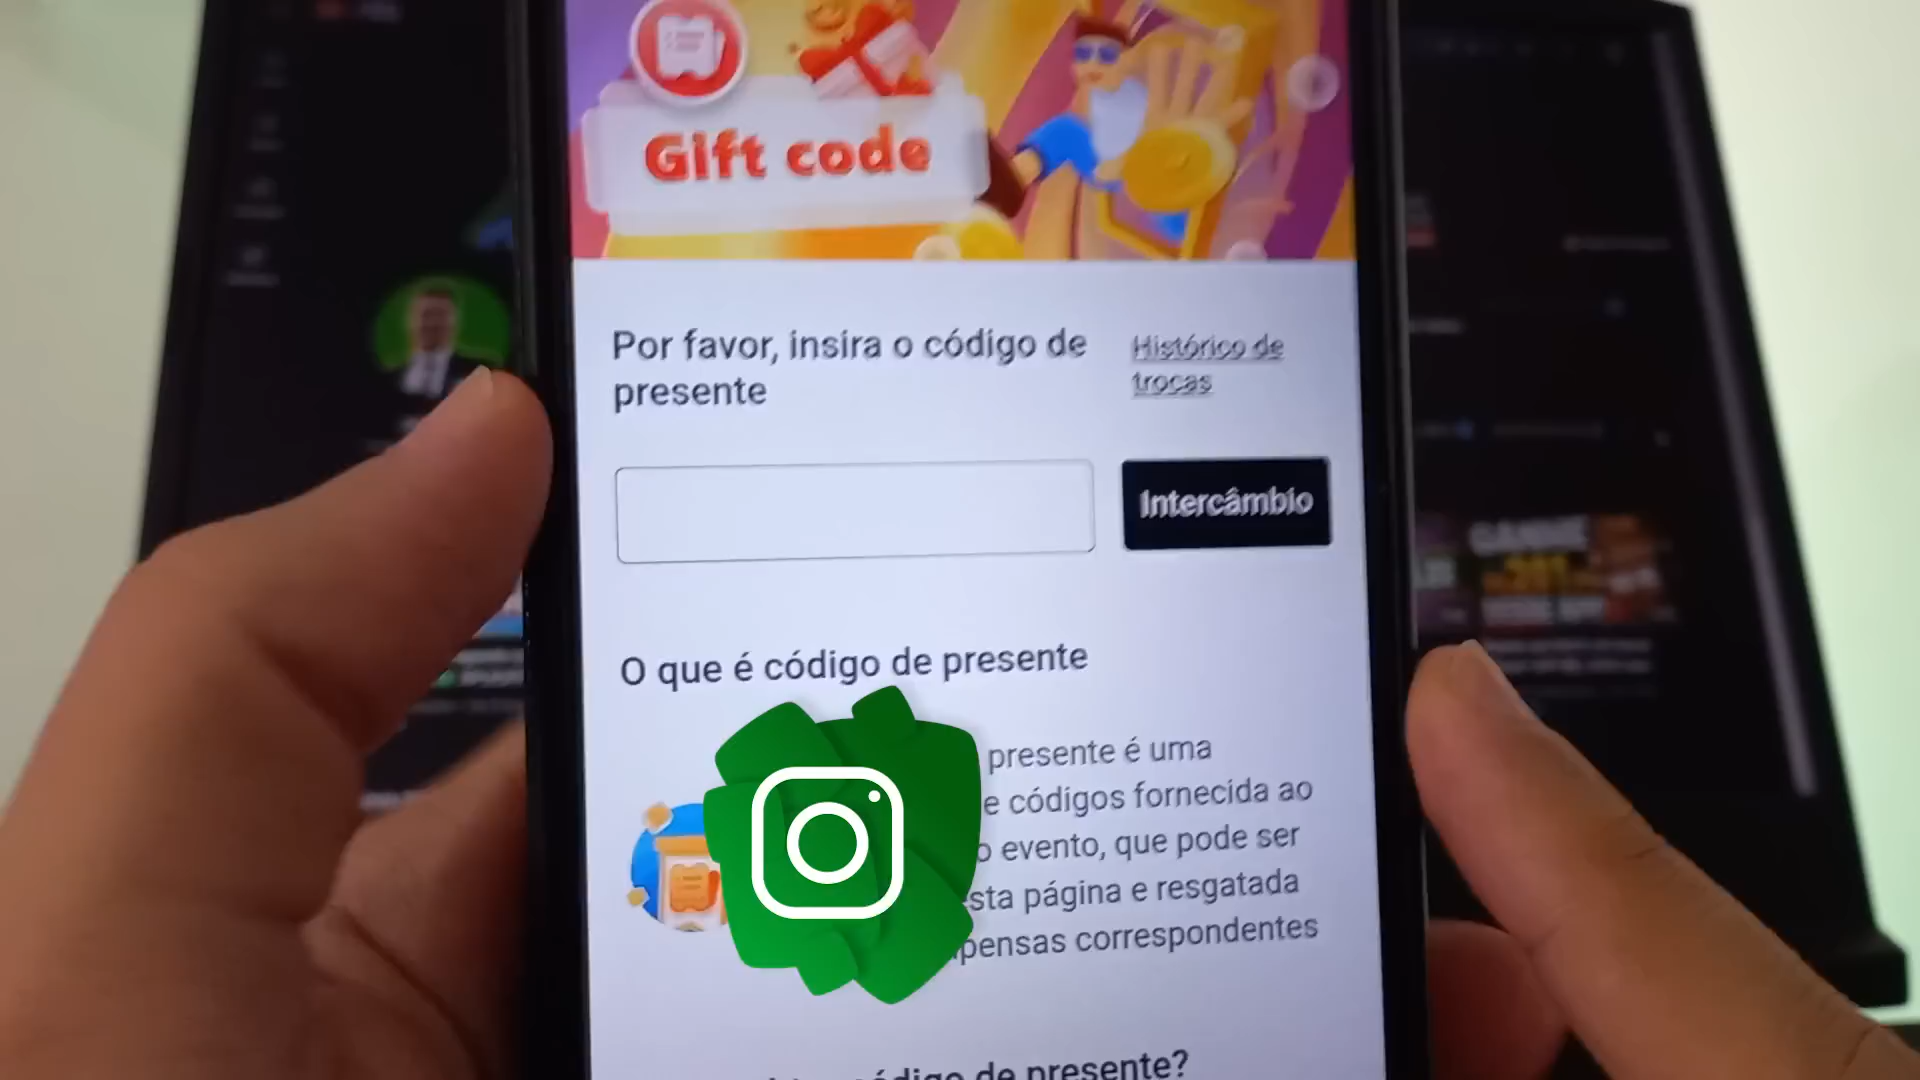 Gift code
Por favor, insira o código de
presente
Histórico de
trocas
Intercâmbio
O que é código de presente
presente é uma
e códigos fornecida ao
o evento, que pode ser
sta página e resgatada
pensas correspondentes
código de presente?
GANHE